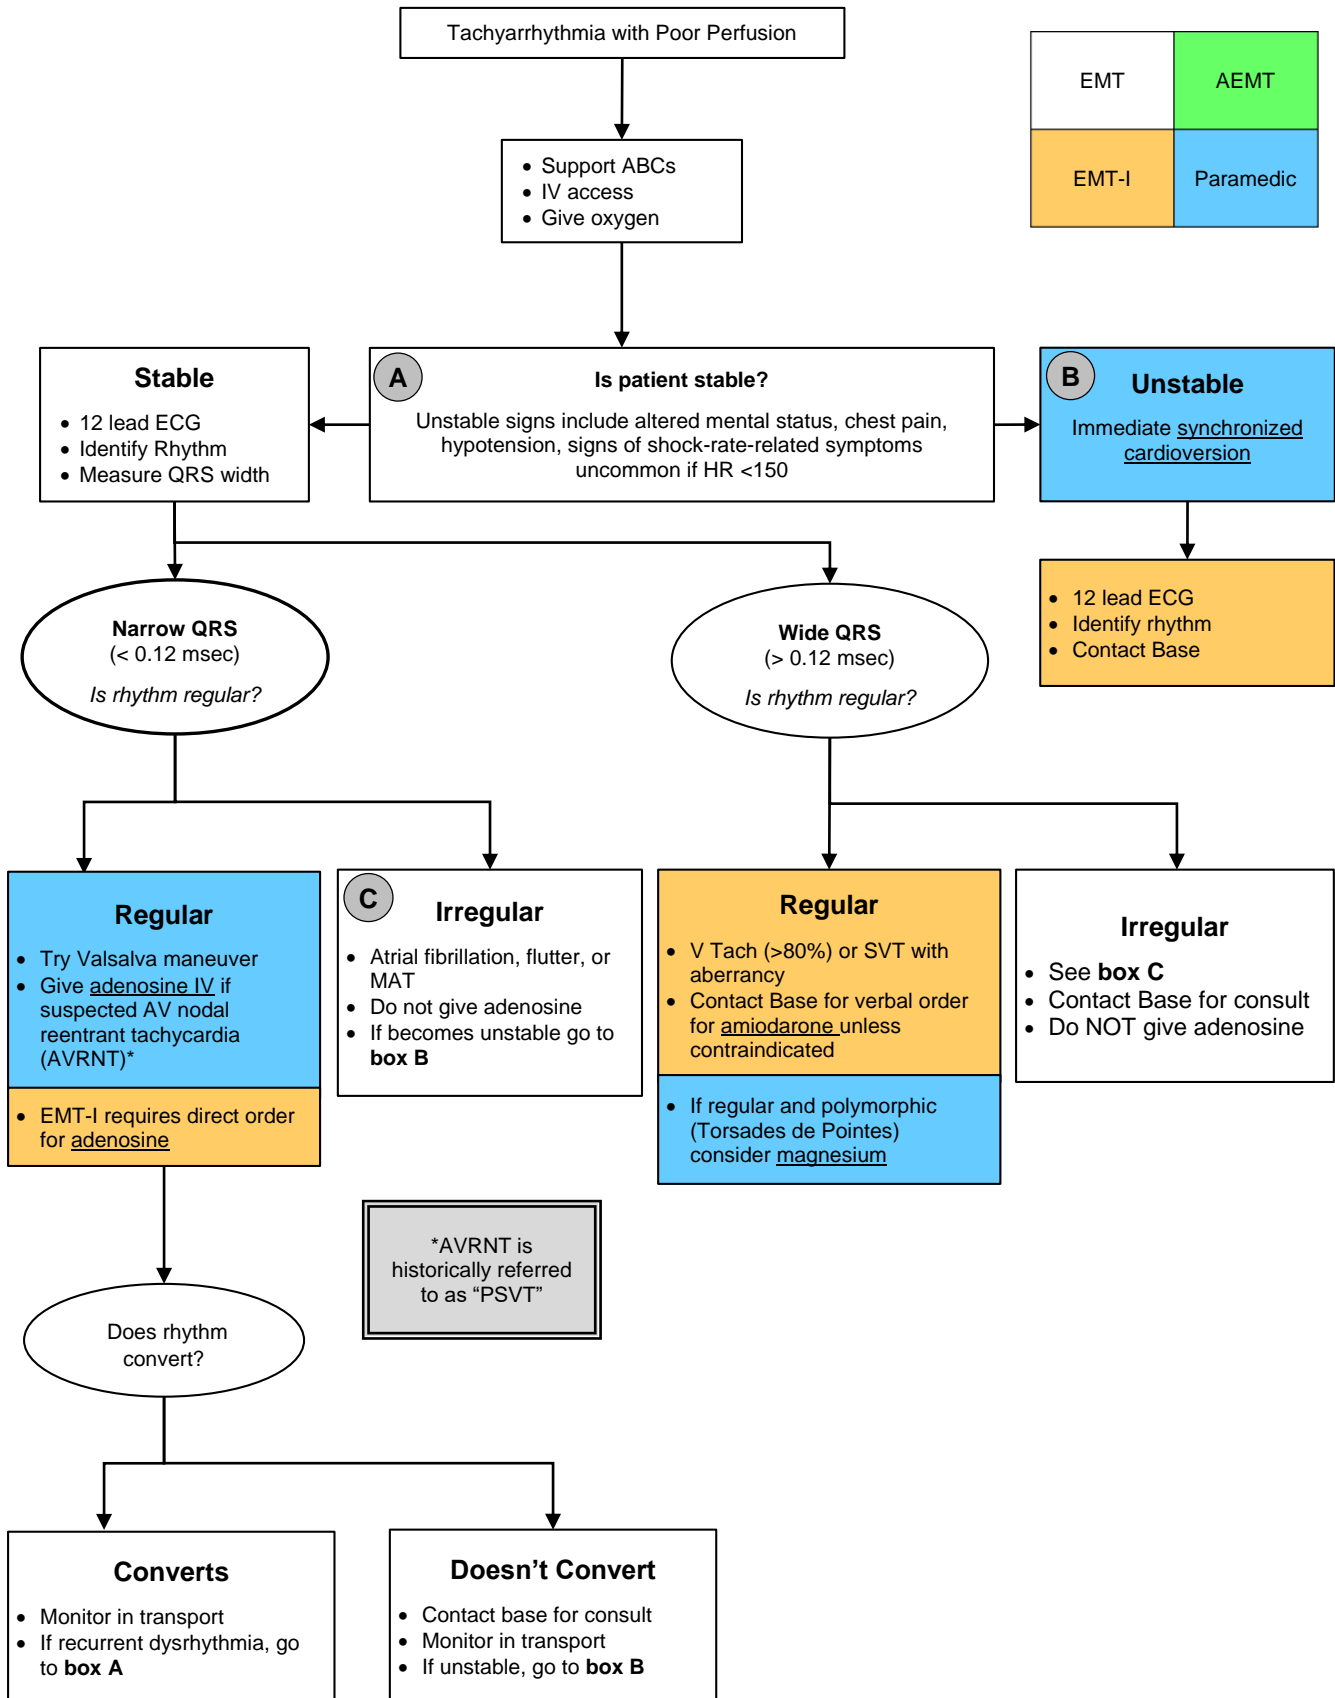 Tachyarrhythmia with Poor Perfusion
EMT
AEMT
EMT-I
Paramedic
• Support ABCs
• IV access
• Give oxygen
Stable
• 12 lead ECG
• Identify Rhythm
• Measure QRS width
A
Is patient stable?
Unstable signs include altered mental status, chest pain,
hypotension, signs of shock-rate-related symptoms
uncommon if HR <150
B
Unstable
Immediate synchronized
cardioversion
• 12 lead ECG
• Identify rhythm
• Contact Base
Narrow QRS
(< 0.12 msec)
Is rhythm regular?
Wide QRS
(> 0.12 msec)
Is rhythm regular?
Regular
• Try Valsalva maneuver
• Give adenosine IV if
suspected AV nodal
reentrant tachycardia
(AVRNT)*
• EMT-I requires direct order
for adenosine
C
Irregular
• Atrial fibrillation, flutter, or
MAT
• Do not give adenosine
• If becomes unstable go to
box B
Regular
• V Tach (>80%) or SVT with
aberrancy
• Contact Base for verbal order
for amiodarone unless
contraindicated
• If regular and polymorphic
(Torsades de Pointes)
consider magnesium
Irregular
• See box C
• Contact Base for consult
• Do NOT give adenosine
*AVRNT is
historically referred
to as “PSVT”
Does rhythm
convert?
Converts
• Monitor in transport
• If recurrent dysrhythmia, go
to box A
Doesn’t Convert
• Contact base for consult
• Monitor in transport
• If unstable, go to box B